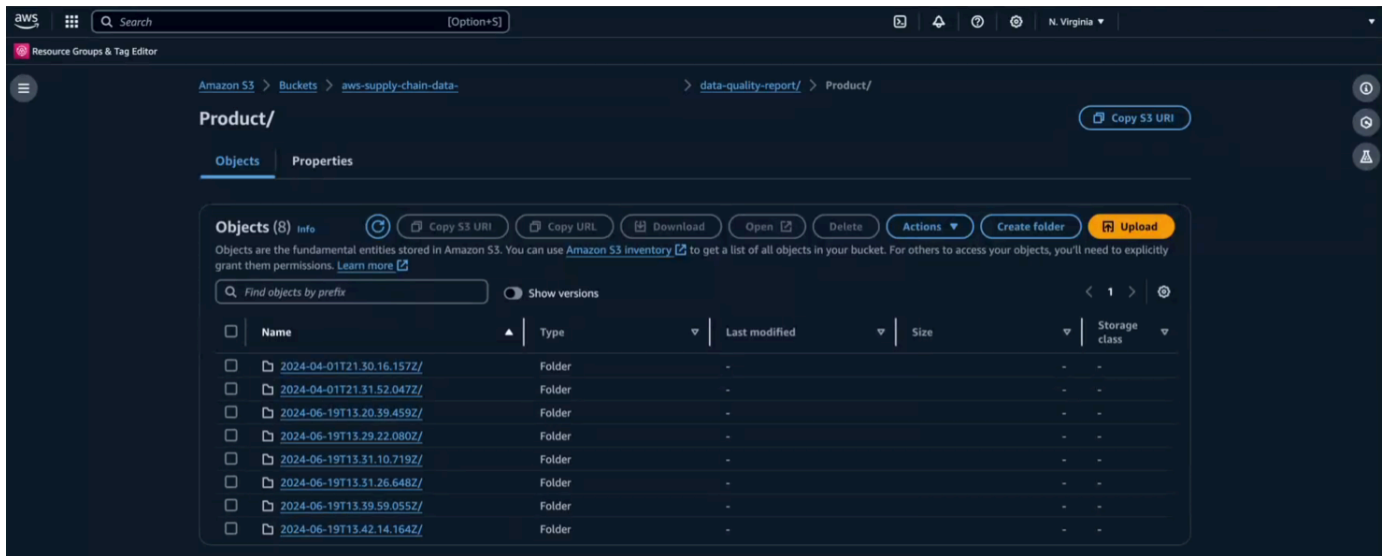 aws Search [Option+S] N. Virginia
Resource Groups & Tag Editor
Amazon S3 > Buckets > aws-supply-chain-data- > data-quality-report/ > Product/
Product/ Copy S3 URI
Objects Properties
Objects (8) Info Copy S3 URI Copy URL Download Open Delete Actions Create folder Upload
Objects are the fundamental entities stored in Amazon S3. You can use Amazon S3 inventory to get a list of all objects in your bucket. For others to access your objects, you'll need to explicitly
grant them permissions. Learn more
Find objects by prefix Show versions 1
Name Type Last modified Size Storage class
2024-04-01T21.30.16.157Z/ Folder - - -
2024-04-01T21.31.52.047Z/ Folder - - -
2024-06-19T13.20.39.459Z/ Folder - - -
2024-06-19T13.29.22.080Z/ Folder - - -
2024-06-19T13.31.10.719Z/ Folder - - -
2024-06-19T13.31.26.648Z/ Folder - - -
2024-06-19T13.39.59.055Z/ Folder - - -
2024-06-19T13.42.14.164Z/ Folder - - -